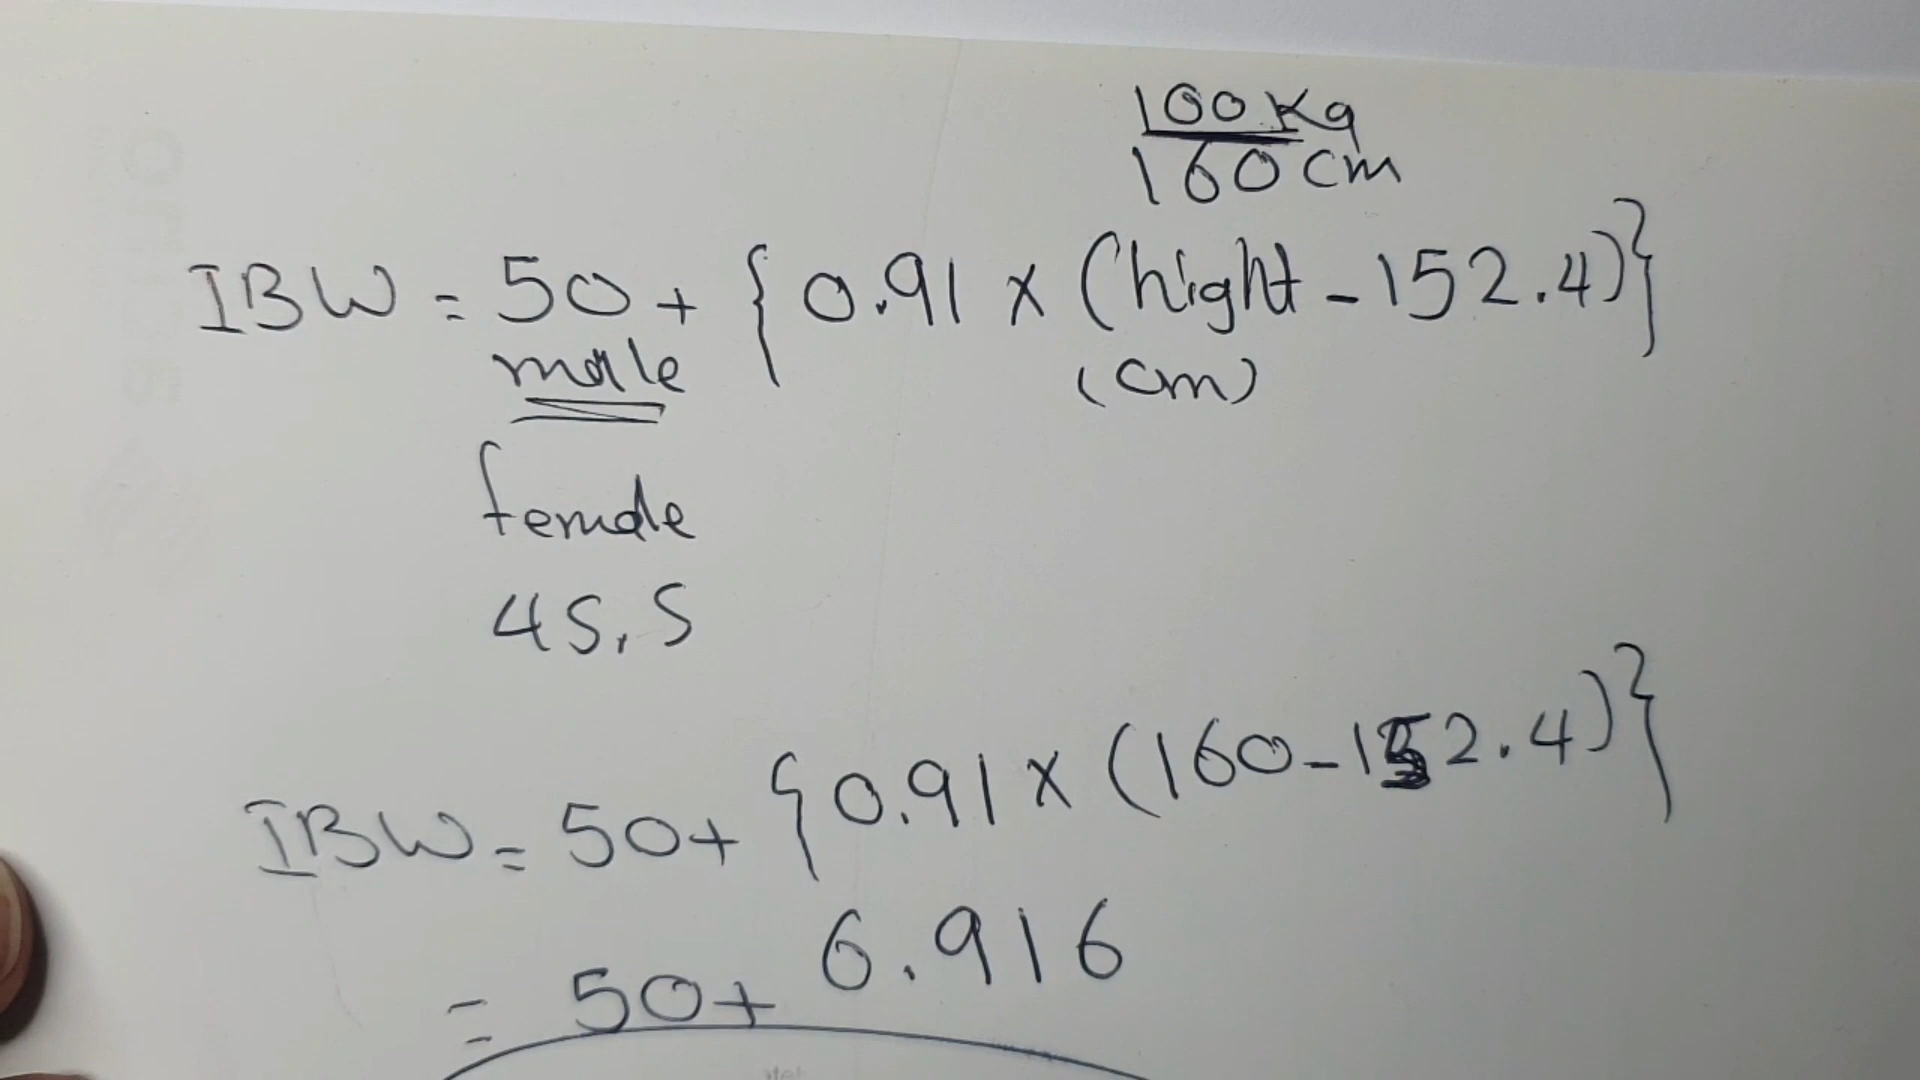 100 Kg
160 cm
IBW = 50 + { 0.91 x (hight - 152.4)}
male
(cm)
female
45.5
IBW = 50 + {0.91 x (160 - 152.4)}
= 50 + 6.916